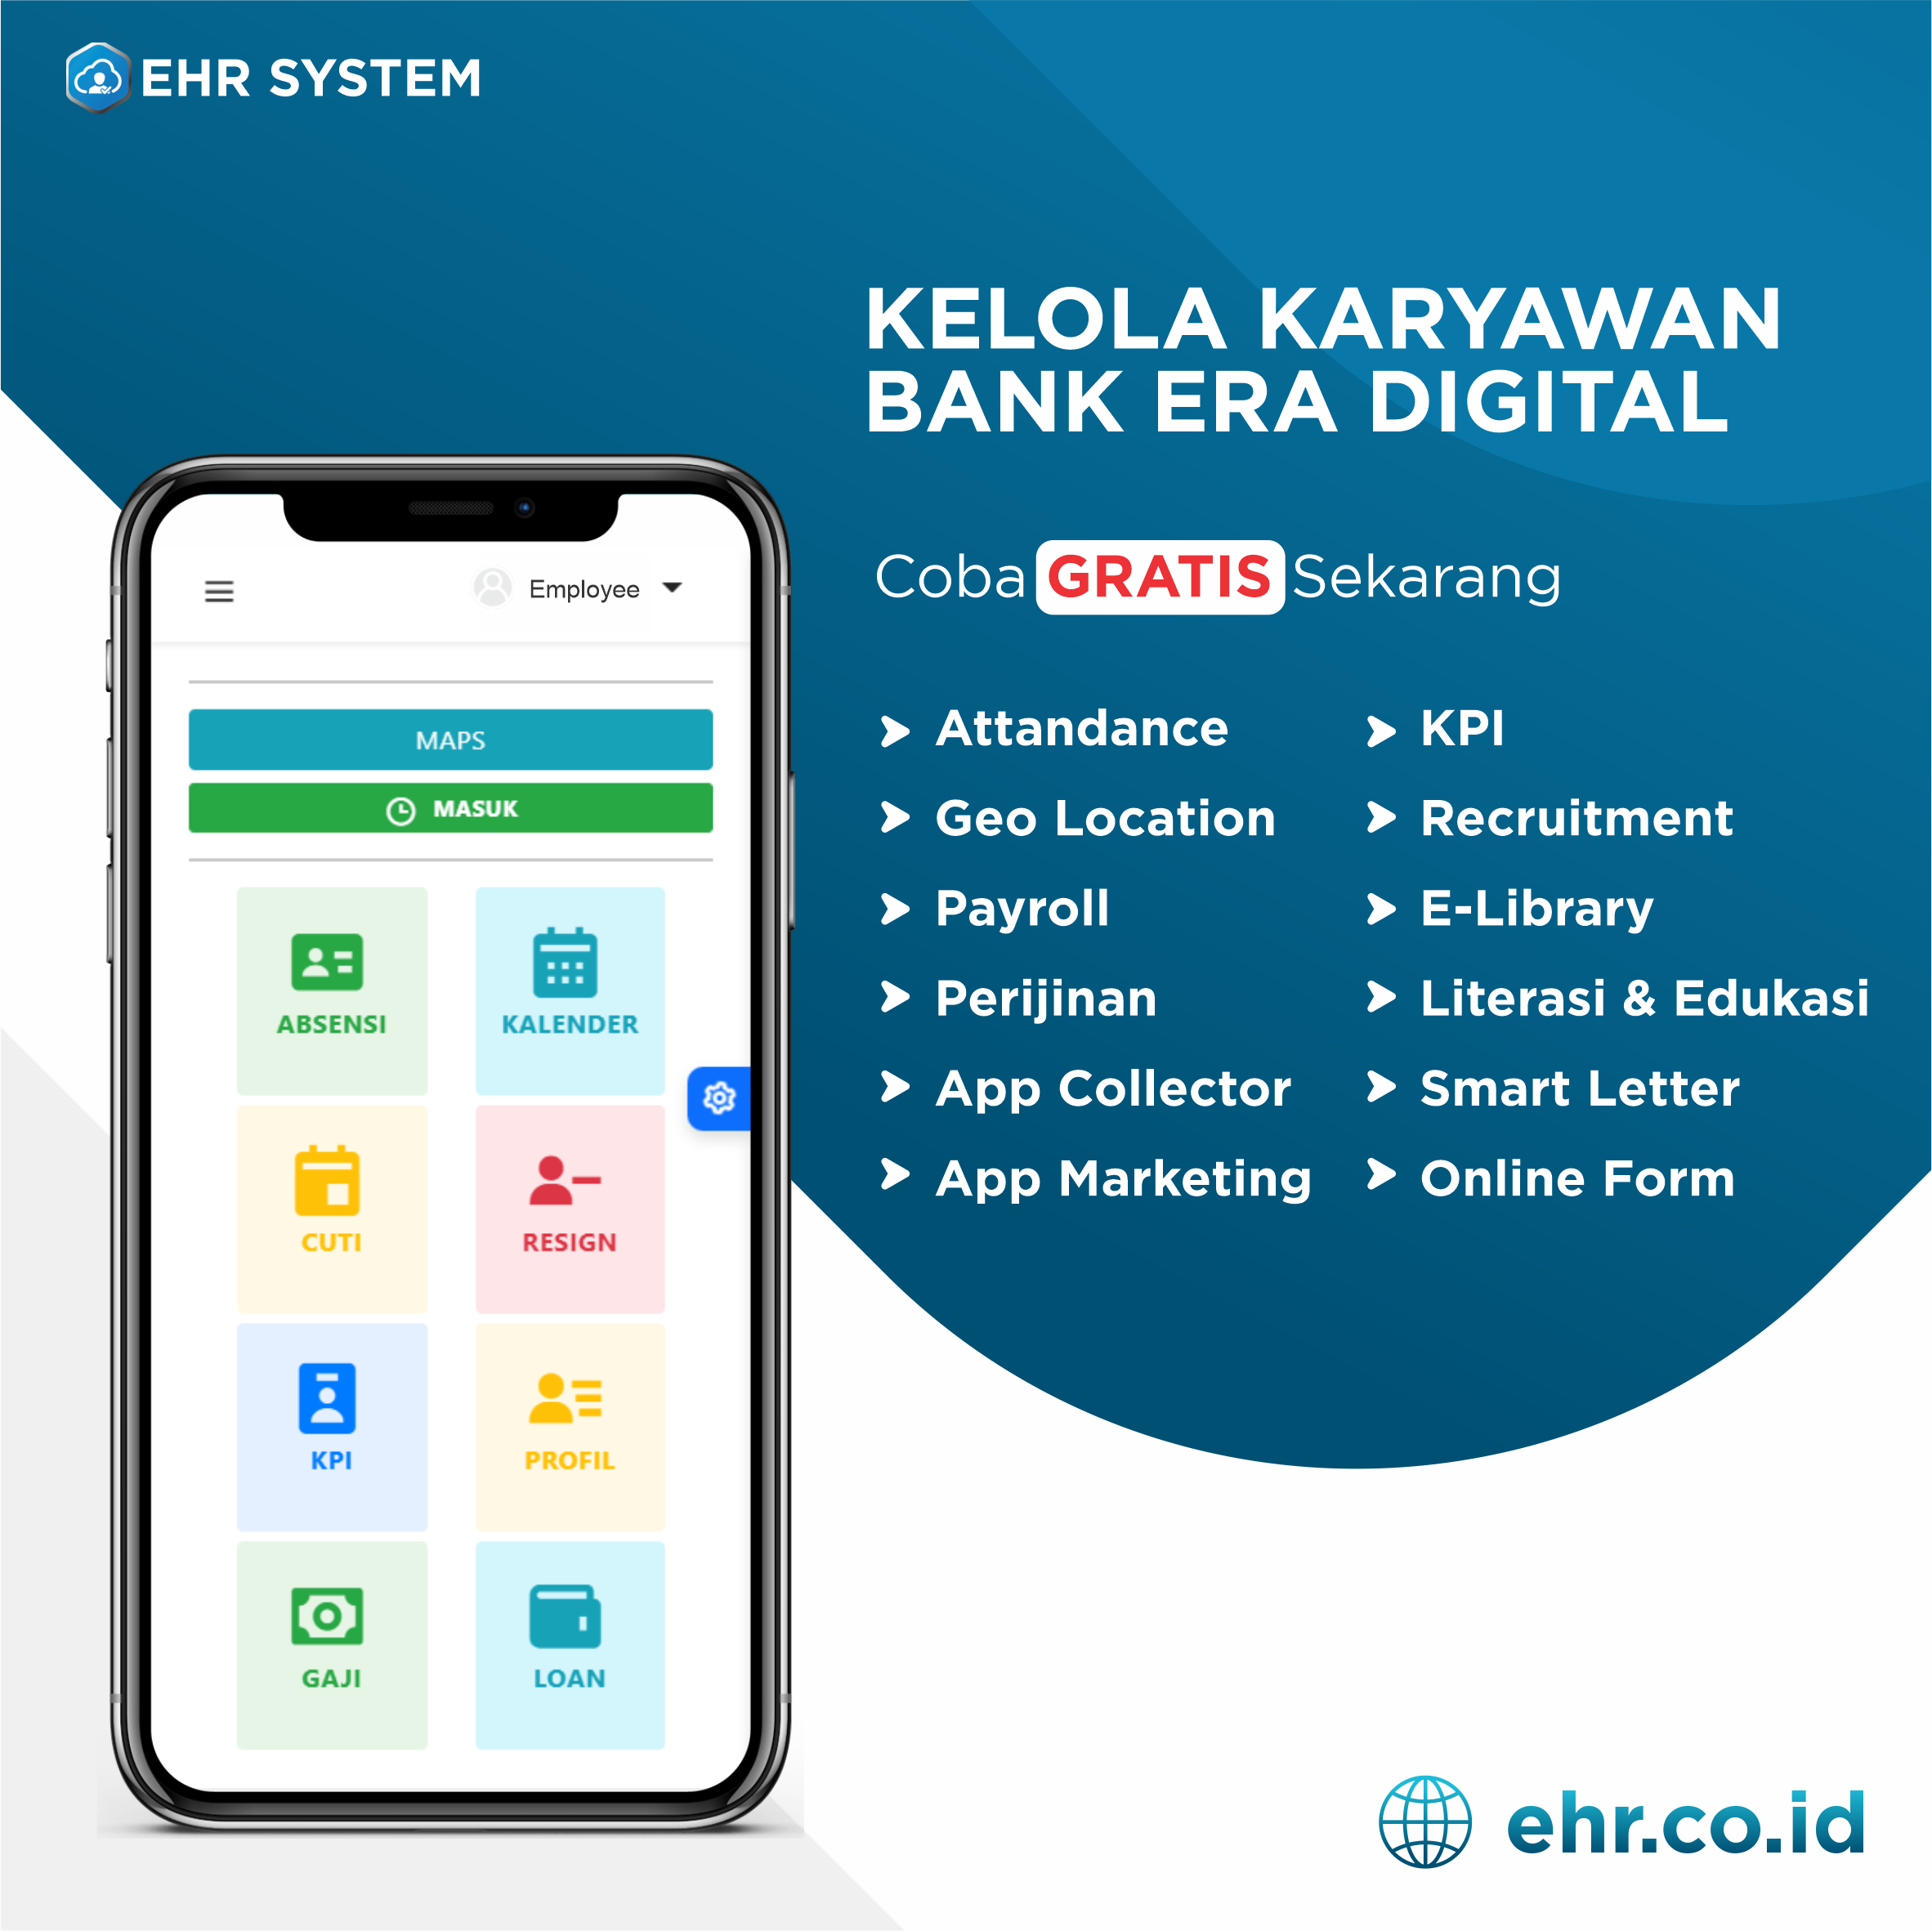 EHR SYSTEM
KELOLA KARYAWAN
BANK ERA DIGITAL
Coba GRATIS Sekarang
Attandance
Geo Location
Payroll
Perijinan
App Collector
App Marketing
KPI
Recruitment
E-Library
Literasi & Edukasi
Smart Letter
Online Form
Employee
MAPS
MASUK
ABSENSI
KALENDER
CUTI
RESIGN
KPI
PROFIL
GAJI
LOAN
ehr.co.id